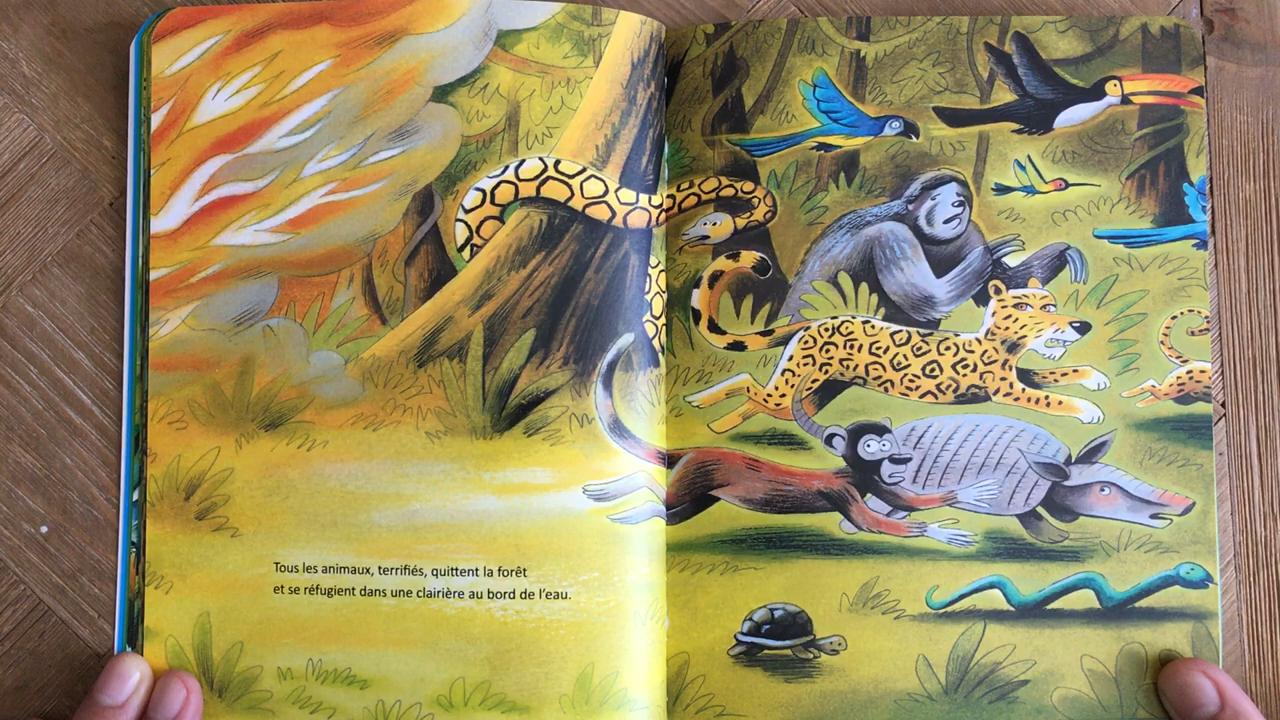 Tous les animaux, terrifiés, quittent la forêt
et se réfugient dans une clairière au bord de l'eau.